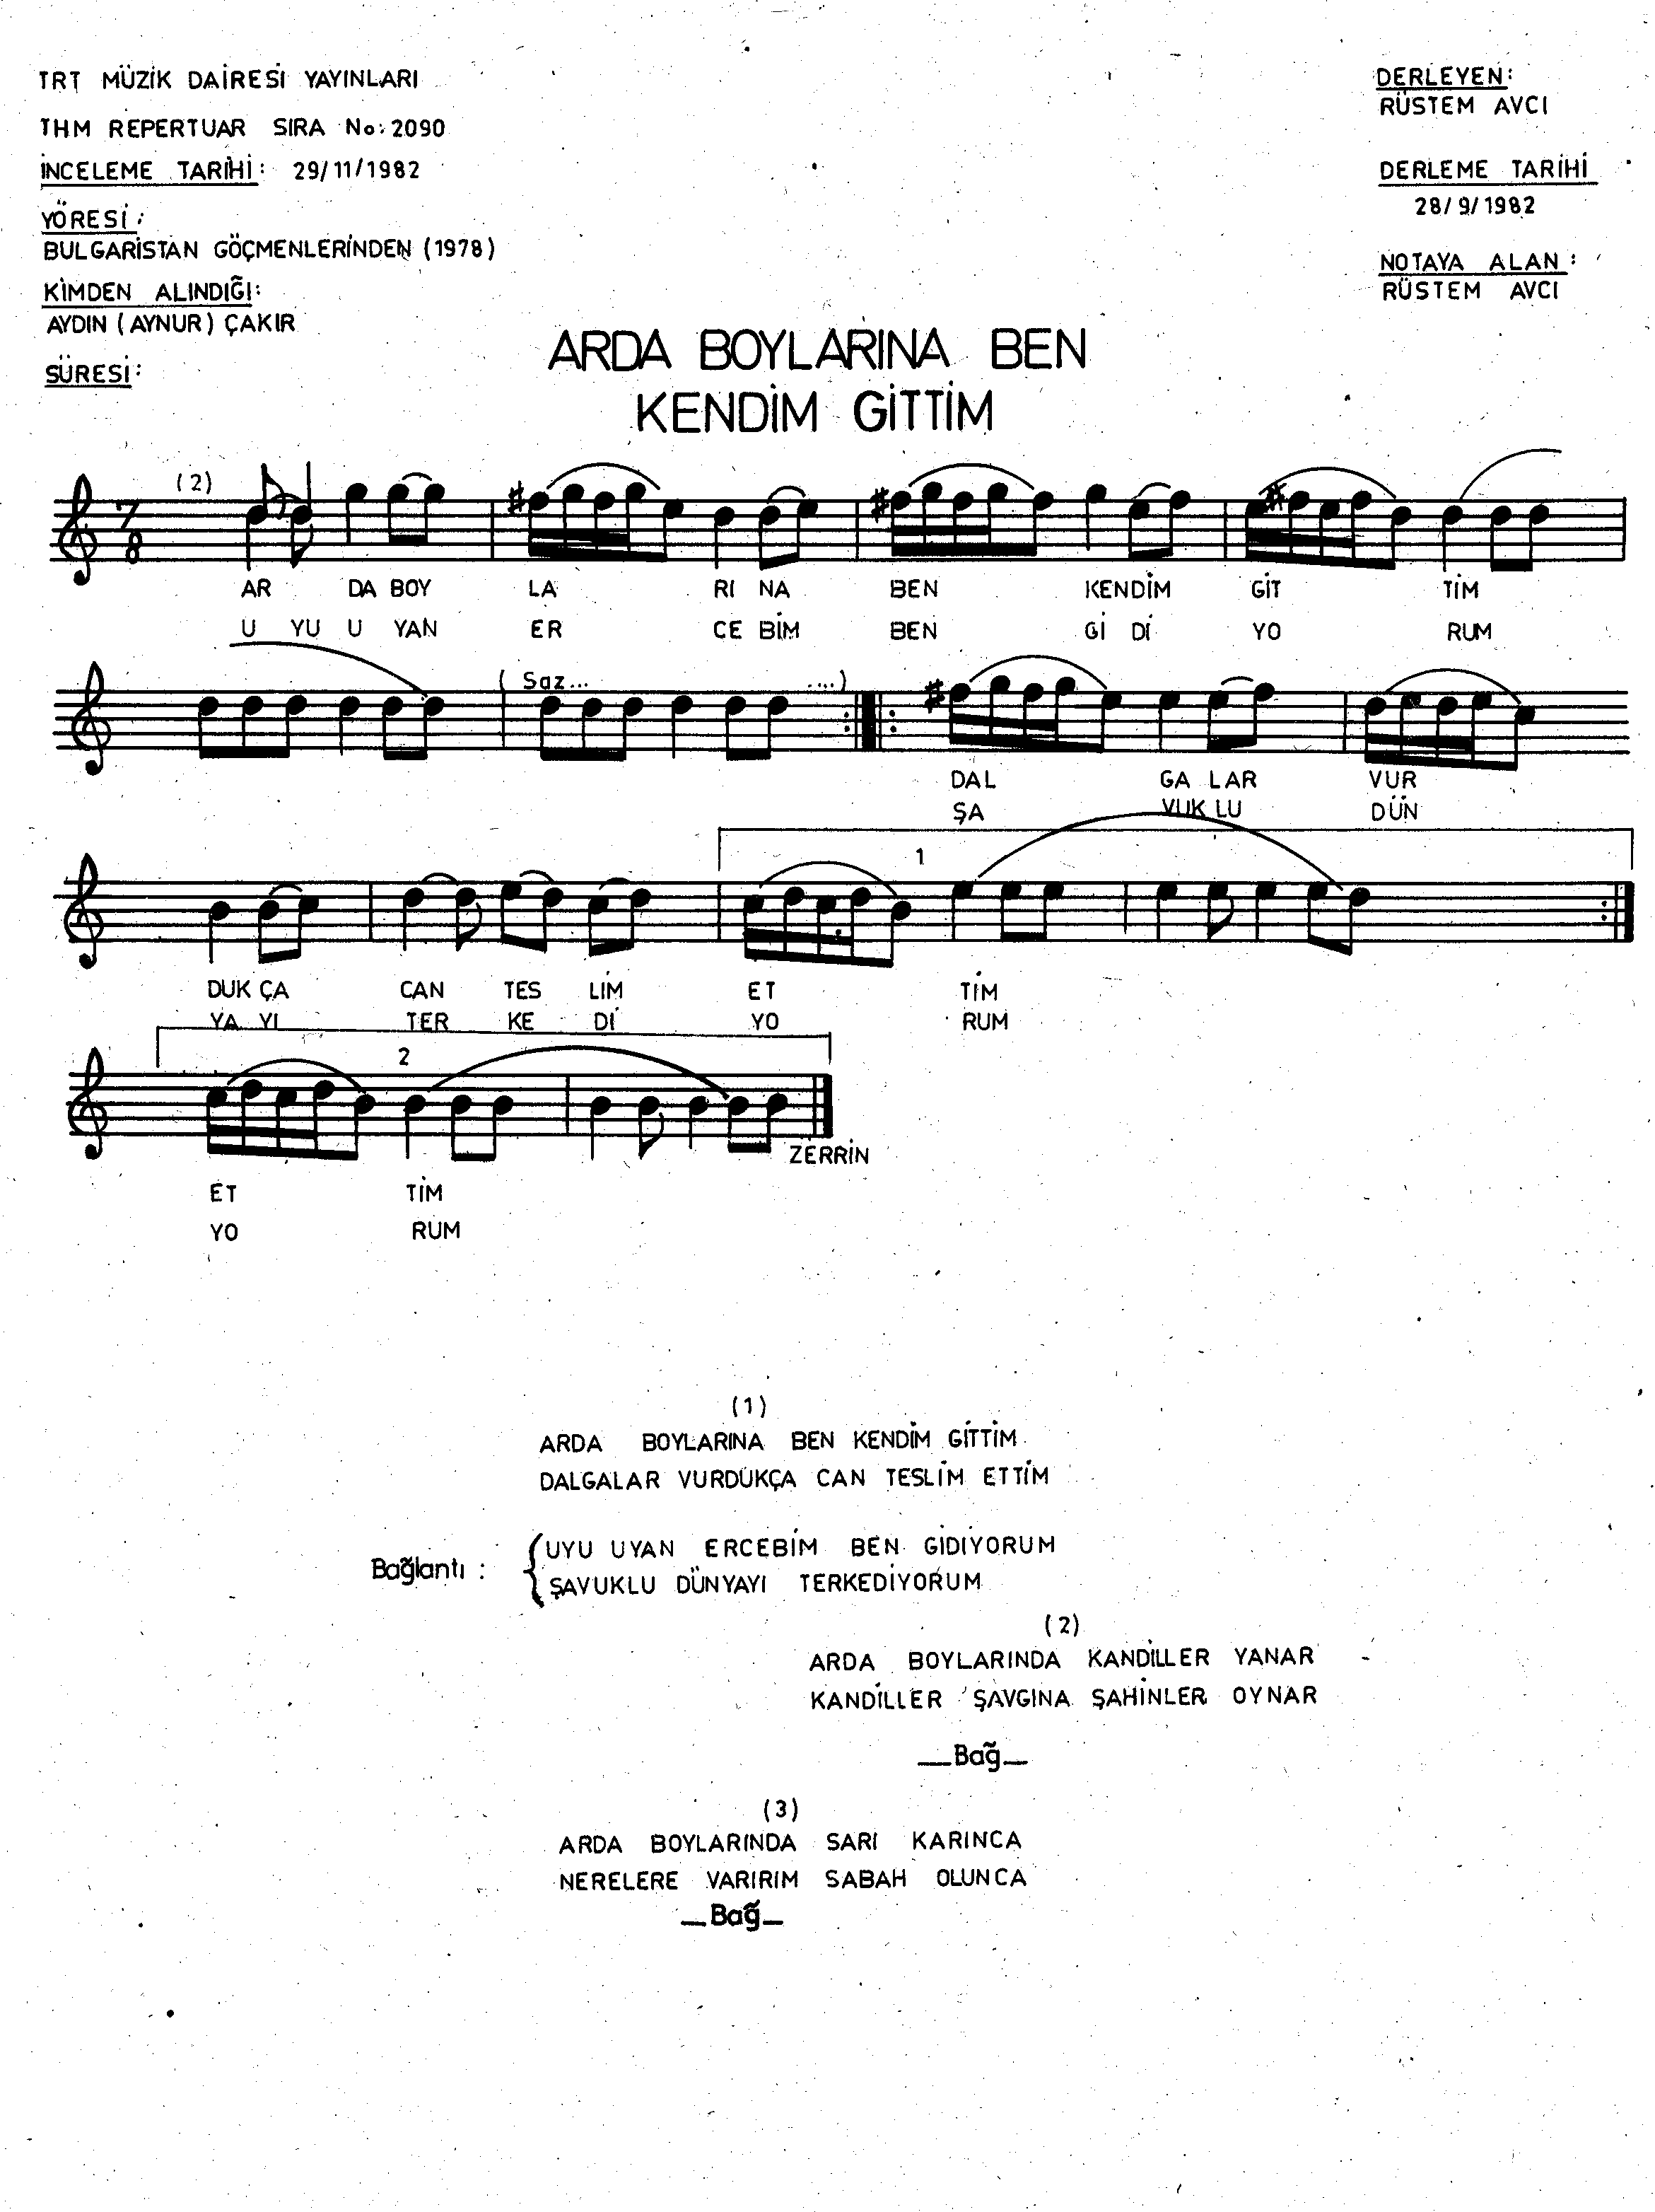 TRT MÜZİK DAİRESİ YAYINLARI
THM REPERTUAR SIRA No: 2090
İNCELEME TARİHİ: 29/11/1982
YÖRESİ:
BULGARİSTAN GÖÇMENLERİNDEN (1978)
KİMDEN ALINDIĞI:
AYDIN (AYNUR) ÇAKIR
SÜRESİ:
DERLEYEN:
RÜSTEM AVCI
DERLEME TARİHİ
28/9/1982
NOTAYA ALAN:
RÜSTEM AVCI
ARDA BOYLARINA BEN
KENDİM GİTTİM
(2)
7
8
AR DA BOY LA RI NA BEN KENDİM GİT TİM
U YU U YAN ER CE BİM BEN Gİ Dİ YO RUM
( Saz... ....)
DAL GA LAR VUR
ŞA VUK LU DÜN
1
DUK ÇA CAN TES LİM ET TİM
YA YI TER KE Dİ YO RUM
2
ZERRİN
ET TİM
YO RUM
(1)
ARDA BOYLARINA BEN KENDİM GİTTİM
DALGALAR VURDUKÇA CAN TESLİM ETTİM
Bağlantı : { UYU UYAN ERCEBİM BEN GİDİYORUM
ŞAVUKLU DÜNYAYI TERKEDİYORUM
(2)
ARDA BOYLARINDA KANDİLLER YANAR
KANDİLLER ŞAVGINA ŞAHİNLER OYNAR
—Bağ—
(3)
ARDA BOYLARINDA SARI KARINCA
NERELERE VARIRIM SABAH OLUNCA
—Bağ—